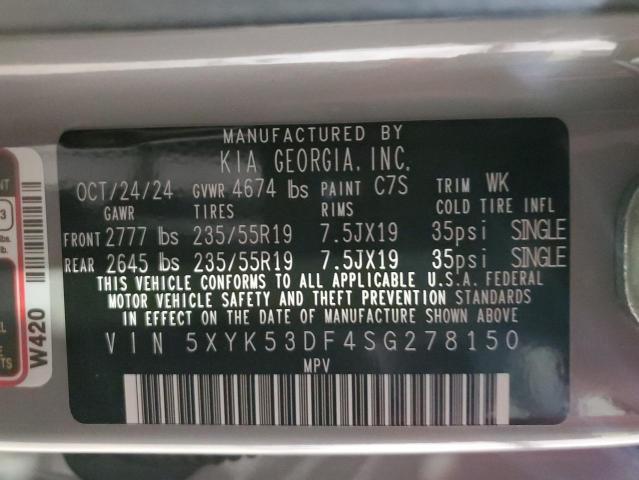 MANUFACTURED BY
KIA GEORGIA, INC.
OCT/24/24 GVWR 4674 lbs PAINT C7S TRIM WK
GAWR TIRES RIMS COLD TIRE INFL
FRONT 2777 lbs 235/55R19 7.5JX19 35psi SINGLE
REAR 2645 lbs 235/55R19 7.5JX19 35psi SINGLE
THIS VEHICLE CONFORMS TO ALL APPLICABLE U.S.A. FEDERAL
MOTOR VEHICLE SAFETY AND THEFT PREVENTION STANDARDS
IN EFFECT ON THE DATE OF MANUFACTURE SHOWN ABOVE
VIN 5XYK53DF4SG278150
MPV
W420
3
lbs.
lb.